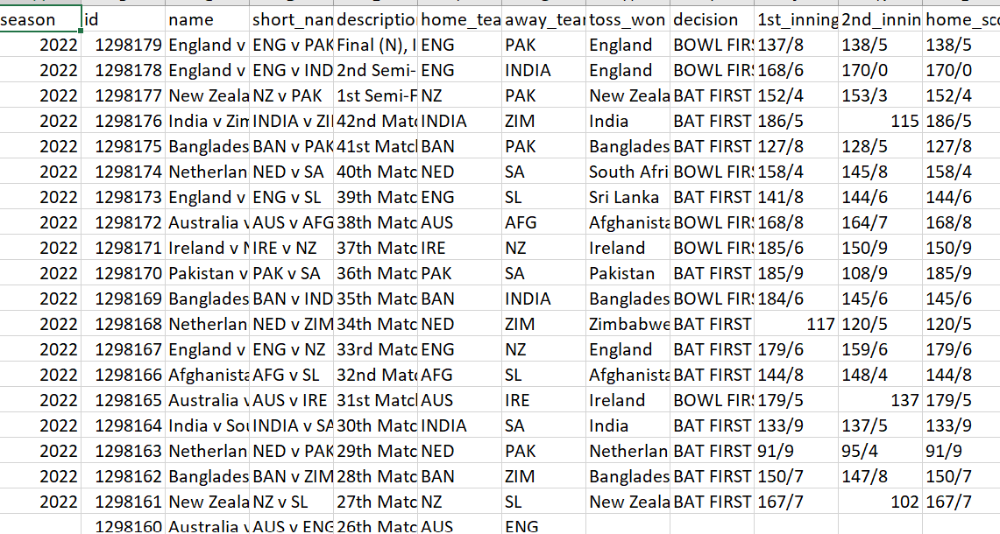 season id name short_nan descriptio home_tea away_tear toss_won decision 1st_inning 2nd_innin home_sco
2022 1298179 England v ENG v PAK Final (N), I ENG PAK England BOWL FIRS 137/8 138/5 138/5
2022 1298178 England v ENG v IND 2nd Semi- ENG INDIA England BOWL FIRS 168/6 170/0 170/0
2022 1298177 New Zeala NZ v PAK 1st Semi-F NZ PAK New Zeala BAT FIRST 152/4 153/3 152/4
2022 1298176 India v Zim INDIA v ZI 42nd Matc INDIA ZIM India BAT FIRST 186/5 115 186/5
2022 1298175 Banglades BAN v PAK 41st Matcl BAN PAK Banglades BAT FIRST 127/8 128/5 127/8
2022 1298174 Netherlan NED v SA 40th Matc NED SA South Afri BOWL FIRS 158/4 145/8 158/4
2022 1298173 England v ENG v SL 39th Matc ENG SL Sri Lanka BAT FIRST 141/8 144/6 144/6
2022 1298172 Australia v AUS v AFG 38th Matc AUS AFG Afghanista BOWL FIRS 168/8 164/7 168/8
2022 1298171 Ireland v N IRE v NZ 37th Matc IRE NZ Ireland BOWL FIRS 185/6 150/9 150/9
2022 1298170 Pakistan v PAK v SA 36th Matc PAK SA Pakistan BAT FIRST 185/9 108/9 185/9
2022 1298169 Banglades BAN v IND 35th Matc BAN INDIA Banglades BOWL FIRS 184/6 145/6 145/6
2022 1298168 Netherlan NED v ZIM 34th Matc NED ZIM Zimbabwe BAT FIRST 117 120/5 120/5
2022 1298167 England v ENG v NZ 33rd Matc ENG NZ England BAT FIRST 179/6 159/6 179/6
2022 1298166 Afghanista AFG v SL 32nd Matc AFG SL Afghanista BAT FIRST 144/8 148/4 144/8
2022 1298165 Australia v AUS v IRE 31st Matcl AUS IRE Ireland BOWL FIRS 179/5 137 179/5
2022 1298164 India v Sou INDIA v SA 30th Matc INDIA SA India BAT FIRST 133/9 137/5 133/9
2022 1298163 Netherlan NED v PAK 29th Matc NED PAK Netherlan BAT FIRST 91/9 95/4 91/9
2022 1298162 Banglades BAN v ZIM 28th Matc BAN ZIM Banglades BAT FIRST 150/7 147/8 150/7
2022 1298161 New Zeala NZ v SL 27th Matc NZ SL New Zeala BAT FIRST 167/7 102 167/7
1298160 Australia v AUS v ENG 26th Matc AUS ENG